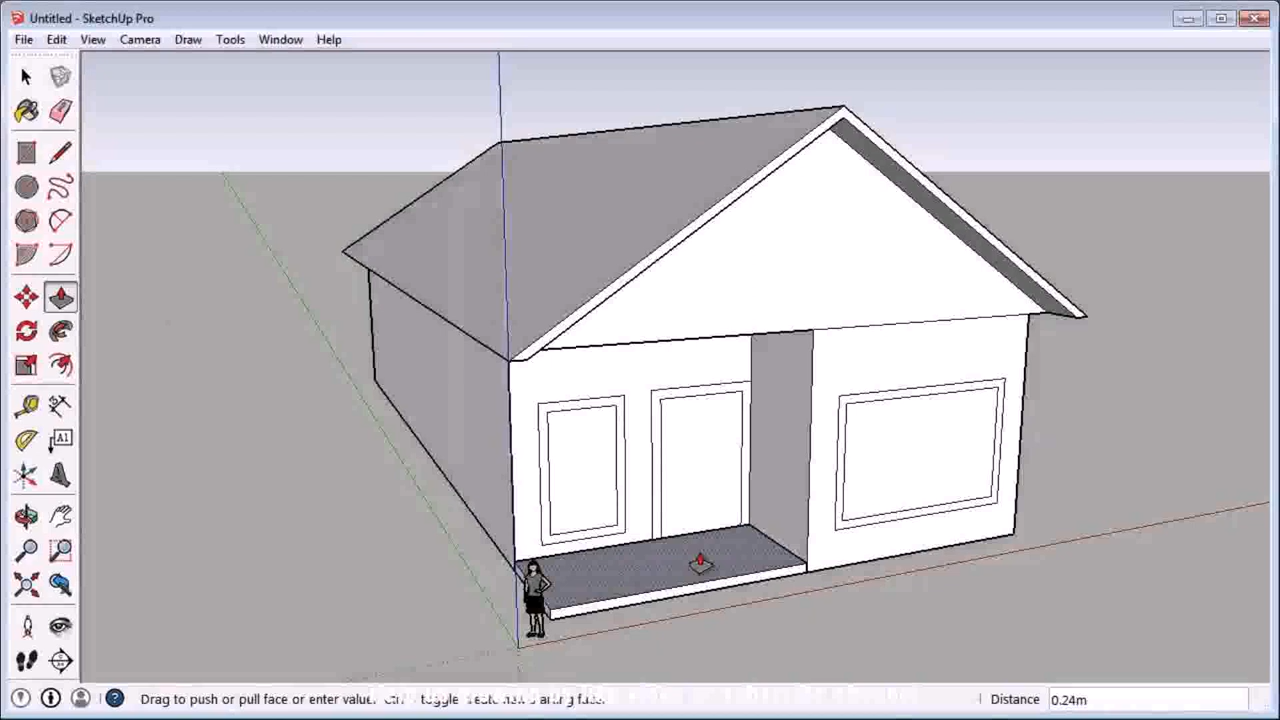 Untitled - SketchUp Pro
File Edit View Camera Draw Tools Window Help
A1
Drag to push or pull face or enter value.
Distance 0.24m